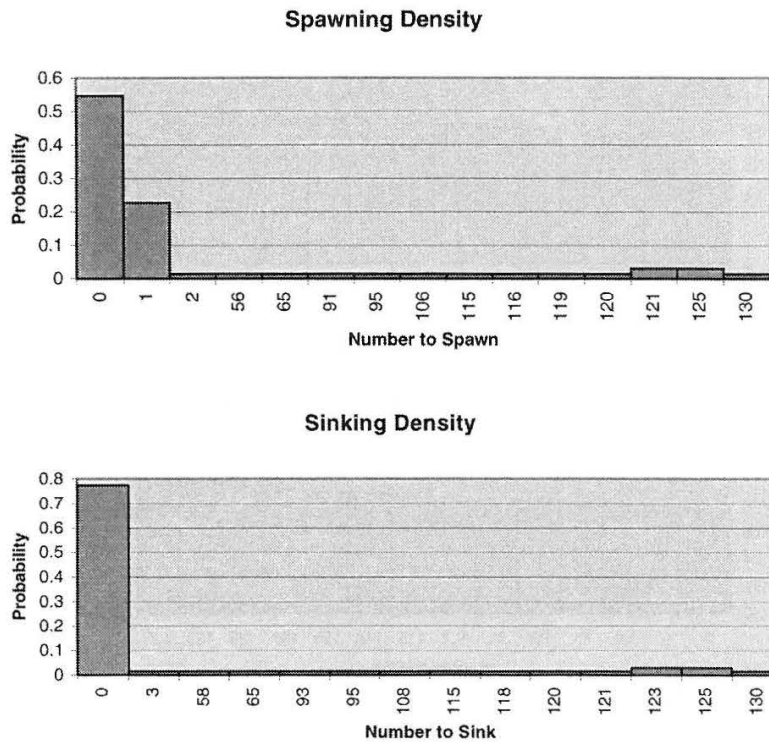 Spawning Density
0.6
0.5
0.4
0.3
0.2
0.1
0
Probability
0 1 2 56 65 91 95 106 115 116 119 120 121 125 130
Number to Spawn
Sinking Density
0.8
0.7
0.6
0.5
0.4
0.3
0.2
0.1
0
Probability
0 3 58 65 93 95 108 115 118 120 121 123 125 130
Number to Sink